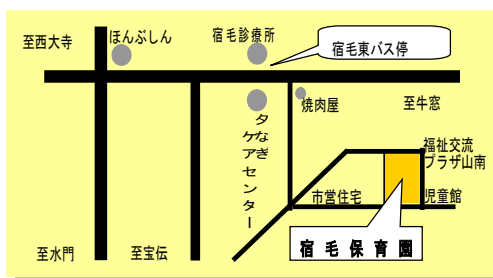 至西大寺
ほんぶしん
宿毛診療所
宿毛東バス停
焼肉屋
至牛窓
夕なぎ
ケアセンター
福祉交流
プラザ山南
市営住宅
児童館
宿毛保育園
至水門
至宝伝